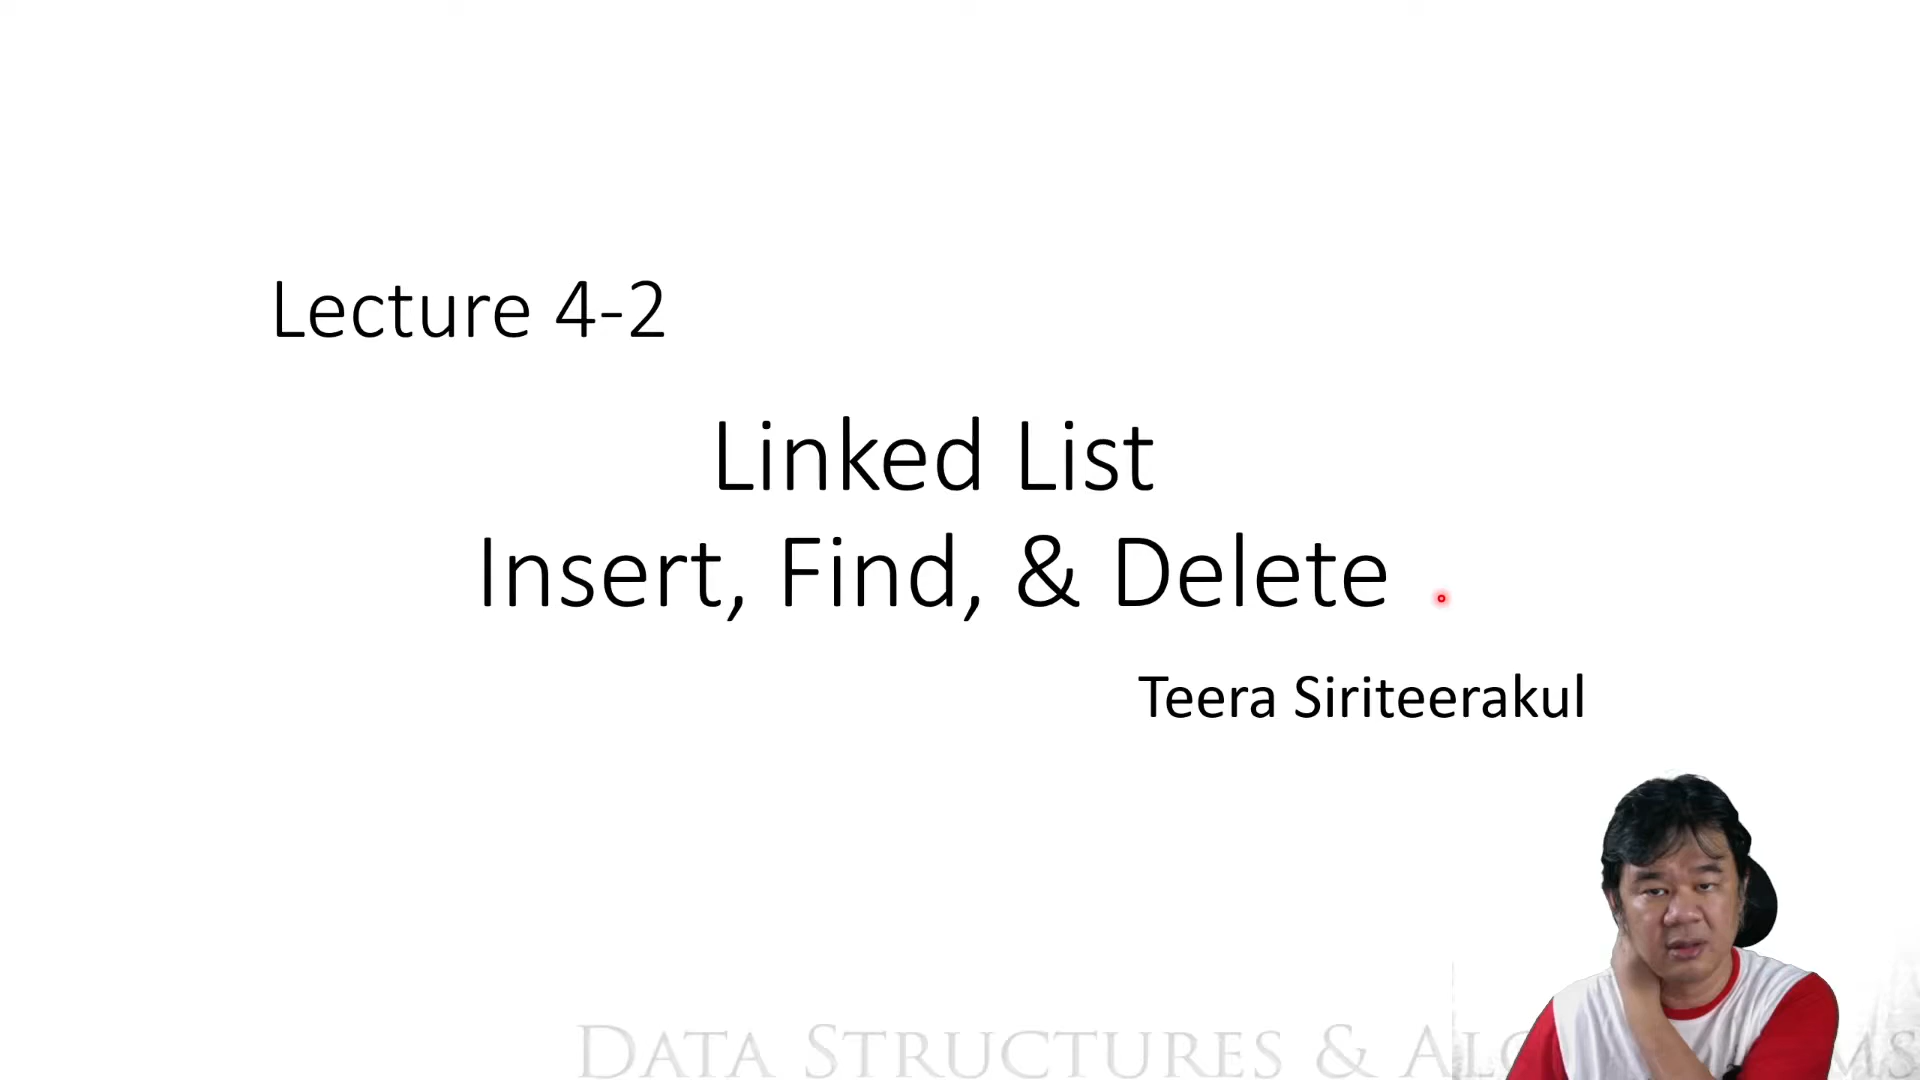 Lecture 4-2
Linked List
Insert, Find, & Delete
Teera Siriteerakul
DATA STRUCTURES &